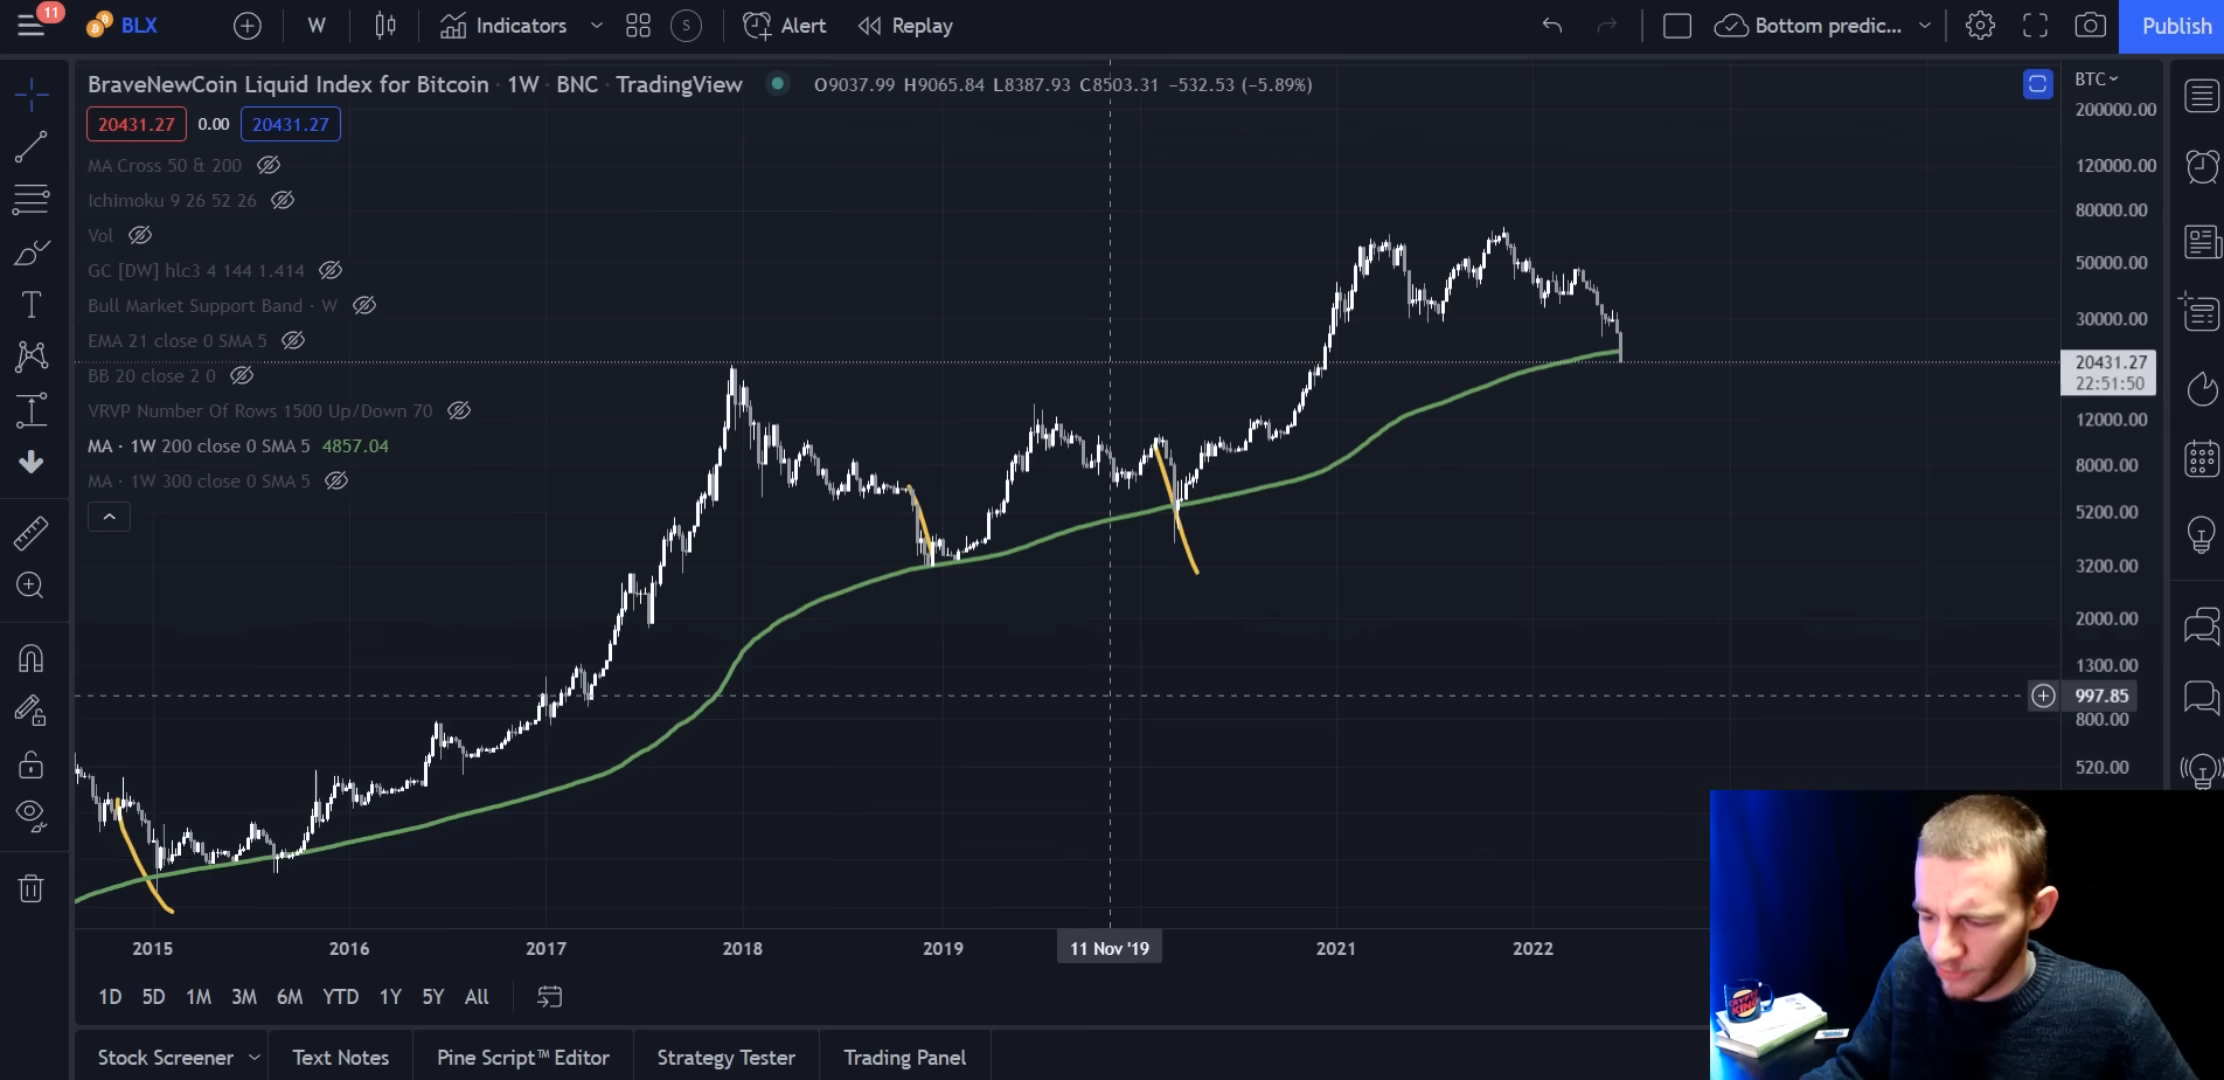 11
BLX
W
Indicators
S
Alert
Replay
Bottom predic...
Publish
BraveNewCoin Liquid Index for Bitcoin · 1W · BNC · TradingView
O9037.99 H9065.84 L8387.93 C8503.31 −532.53 (−5.89%)
BTC
20431.27 0.00 20431.27
MA Cross 50 & 200
Ichimoku 9 26 52 26
Vol
GC [DW] hlc3 4 144 1.414
Bull Market Support Band · W
EMA 21 close 0 SMA 5
BB 20 close 2 0
VRVP Number Of Rows 1500 Up/Down 70
MA · 1W 200 close 0 SMA 5 4857.04
MA · 1W 300 close 0 SMA 5
200000.00
120000.00
80000.00
50000.00
30000.00
20431.27
22:51:50
12000.00
8000.00
5200.00
3200.00
2000.00
1300.00
997.85
800.00
520.00
2015 2016 2017 2018 2019 11 Nov '19 2021 2022
1D 5D 1M 3M 6M YTD 1Y 5Y All
Stock Screener Text Notes Pine Script™ Editor Strategy Tester Trading Panel
CRYPTO
KING